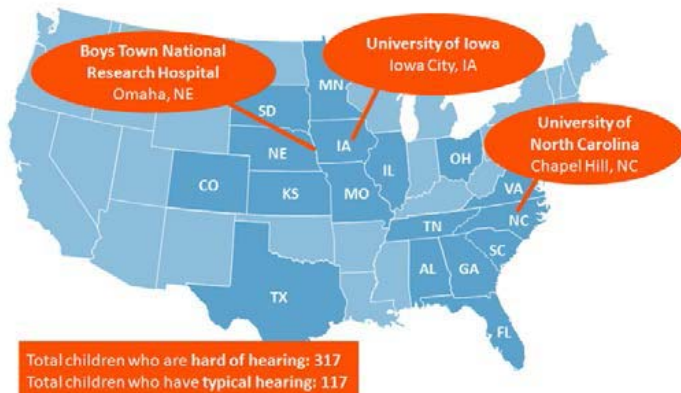 Boys Town National
Research Hospital
Omaha, NE
University of Iowa
Iowa City, IA
University of
North Carolina
Chapel Hill, NC
MN
SD
IA
NE
IL
OH
CO
KS
MO
VA
TN
NC
SC
AL
GA
TX
FL
Total children who are hard of hearing: 317
Total children who have typical hearing: 117